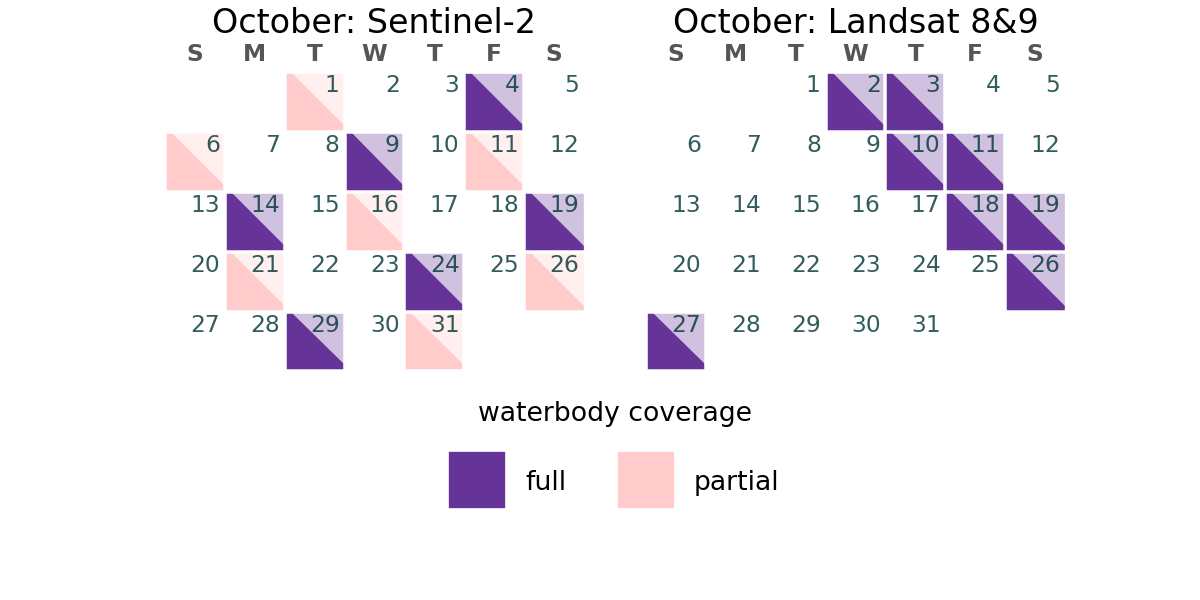 October: Sentinel-2
S M T W T F S
1 2 3 4 5
6 7 8 9 10 11 12
13 14 15 16 17 18 19
20 21 22 23 24 25 26
27 28 29 30 31
October: Landsat 8&9
S M T W T F S
1 2 3 4 5
6 7 8 9 10 11 12
13 14 15 16 17 18 19
20 21 22 23 24 25 26
27 28 29 30 31
waterbody coverage
full partial